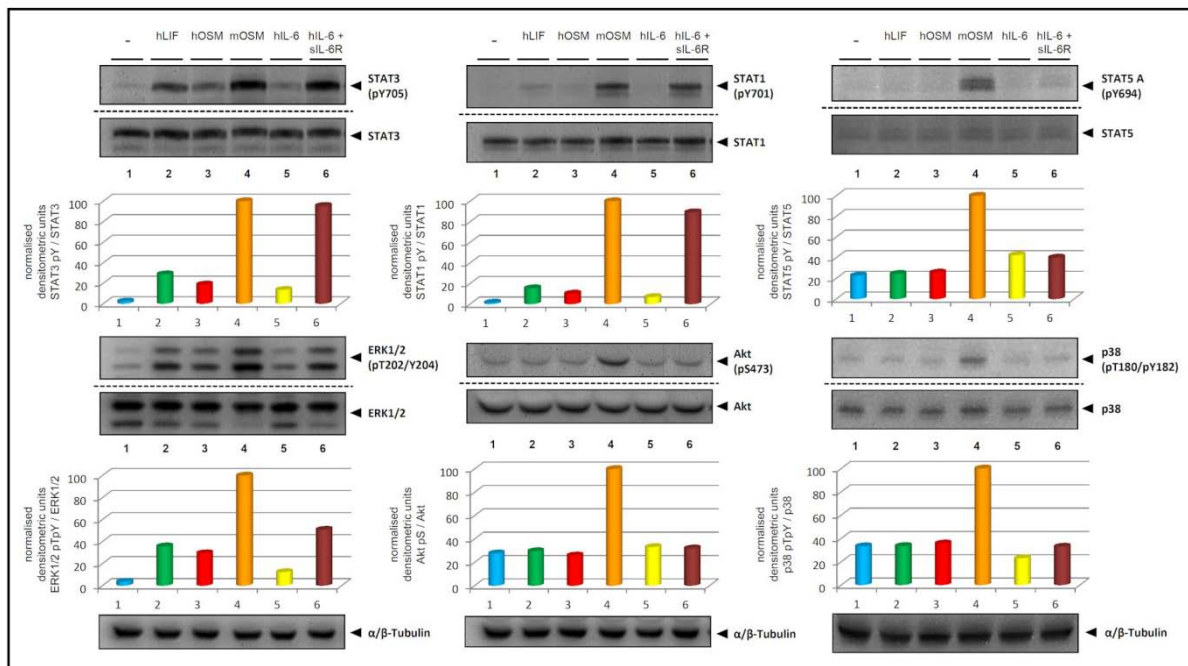 – hLIF hOSM mOSM hIL-6 hIL-6 + sIL-6R
STAT3
(pY705)
STAT3
1 2 3 4 5 6
normalised
densitometric units
STAT3 pY / STAT3
100
80
60
40
20
0
1 2 3 4 5 6
– hLIF hOSM mOSM hIL-6 hIL-6 + sIL-6R
STAT1
(pY701)
STAT1
1 2 3 4 5 6
normalised
densitometric units
STAT1 pY / STAT1
100
80
60
40
20
0
1 2 3 4 5 6
– hLIF hOSM mOSM hIL-6 hIL-6 + sIL-6R
STAT5 A
(pY694)
STAT5
1 2 3 4 5 6
normalised
densitometric units
STAT5 pY / STAT5
100
80
60
40
20
0
1 2 3 4 5 6
ERK1/2
(pT202/Y204)
ERK1/2
1 2 3 4 5 6
normalised
densitometric units
ERK1/2 pTpY / ERK1/2
100
80
60
40
20
0
1 2 3 4 5 6
α/β-Tubulin
Akt
(pS473)
Akt
1 2 3 4 5 6
normalised
densitometric units
Akt pS / Akt
100
80
60
40
20
0
1 2 3 4 5 6
α/β-Tubulin
p38
(pT180/pY182)
p38
1 2 3 4 5 6
normalised
densitometric units
p38 pTpY / p38
100
80
60
40
20
0
1 2 3 4 5 6
α/β-Tubulin